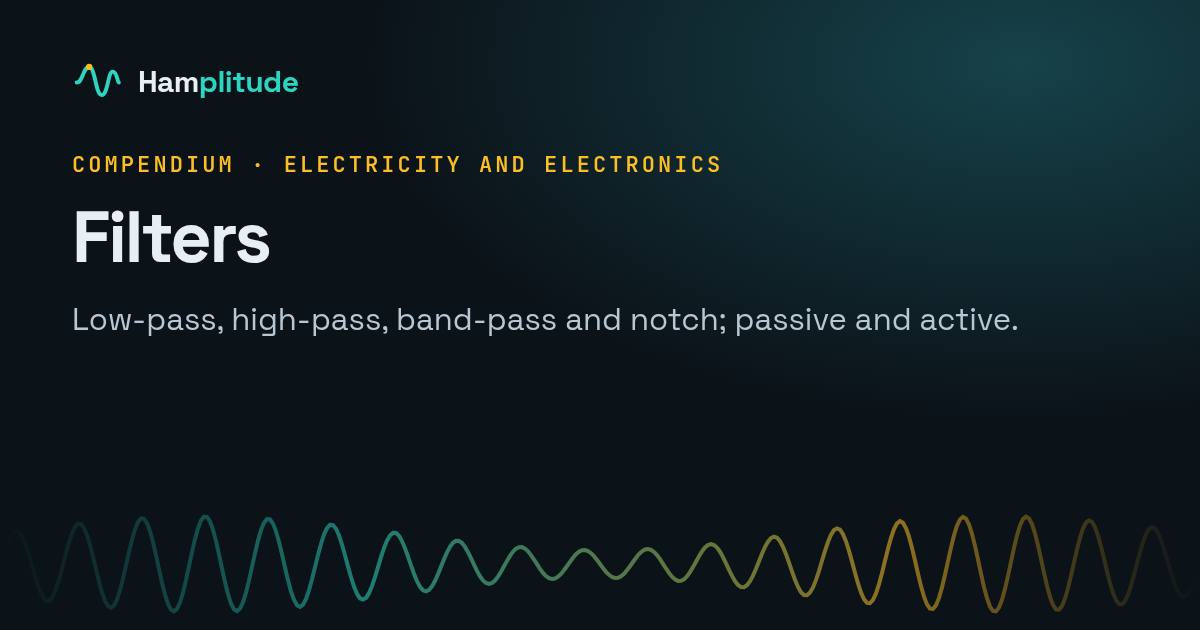 Hamplitude
COMPENDIUM · ELECTRICITY AND ELECTRONICS
Filters
Low-pass, high-pass, band-pass and notch; passive and active.